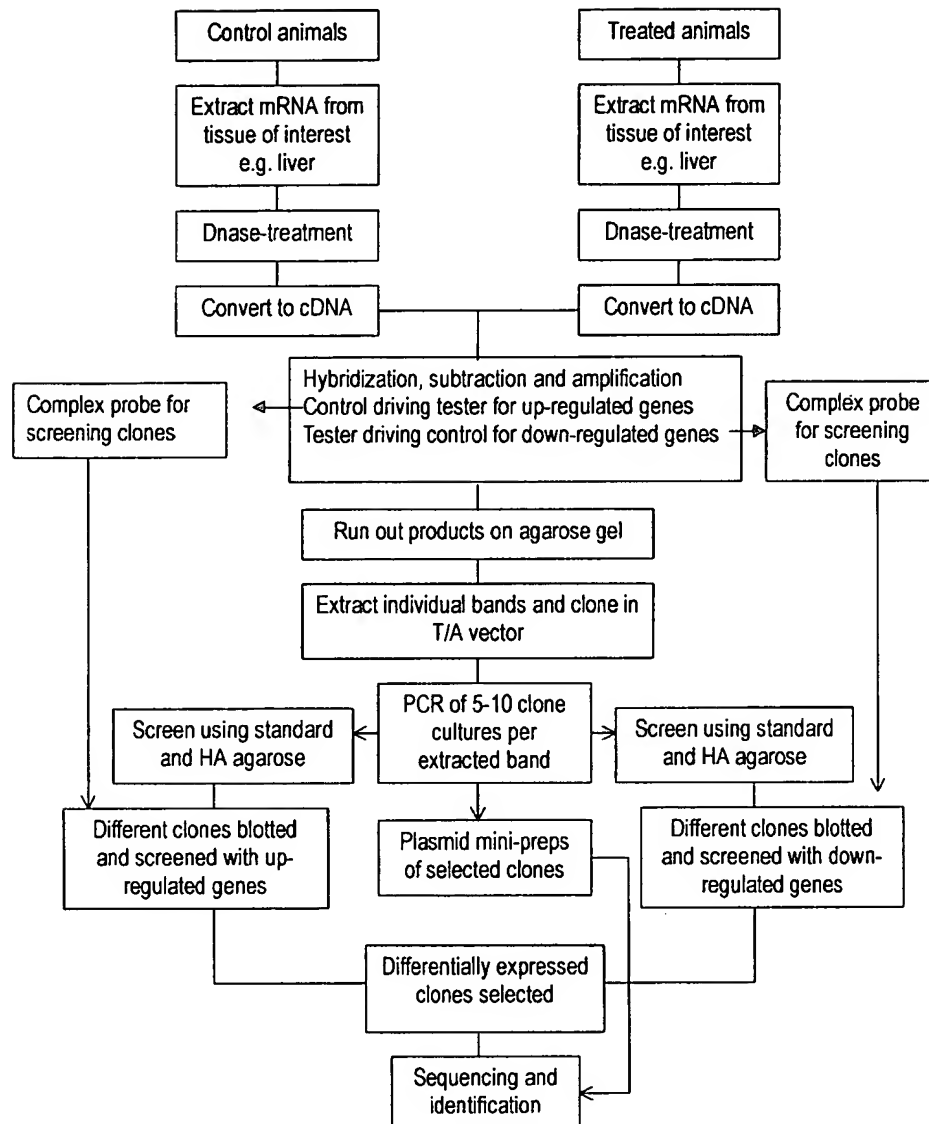 Control animals
Treated animals
Extract mRNA from
tissue of interest
e.g. liver
Extract mRNA from
tissue of interest
e.g. liver
Dnase-treatment
Dnase-treatment
Convert to cDNA
Convert to cDNA
Hybridization, subtraction and amplification
Control driving tester for up-regulated genes
Tester driving control for down-regulated genes
Complex probe for
screening clones
Complex probe
for screening
clones
Run out products on agarose gel
Extract individual bands and clone in
T/A vector
PCR of 5-10 clone
cultures per
extracted band
Screen using standard
and HA agarose
Screen using standard
and HA agarose
Different clones blotted
and screened with up-
regulated genes
Plasmid mini-preps
of selected clones
Different clones blotted
and screened with down-
regulated genes
Differentially expressed
clones selected
Sequencing and
identification